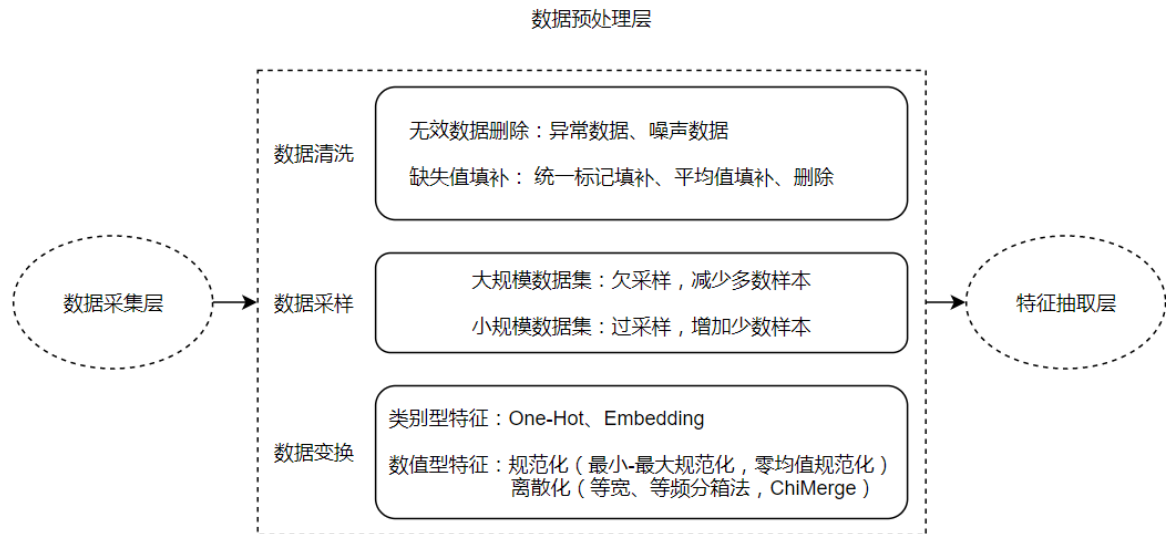 数据预处理层
数据采集层
数据清洗
无效数据删除：异常数据、噪声数据
缺失值填补： 统一标记填补、平均值填补、删除
数据采样
大规模数据集：欠采样，减少多数样本
小规模数据集：过采样，增加少数样本
数据变换
类别型特征：One-Hot、Embedding
数值型特征：规范化（最小-最大规范化，零均值规范化）
离散化（等宽、等频分箱法，ChiMerge）
特征抽取层